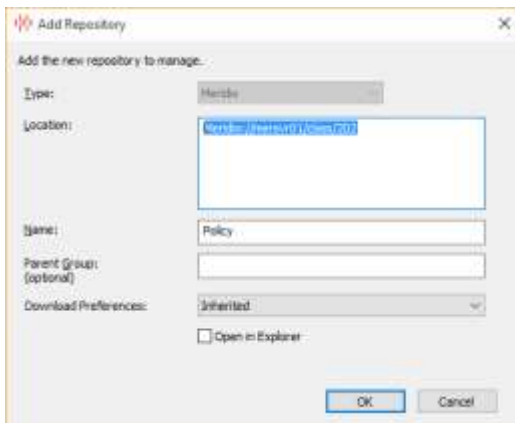 Add Repository
Add the new repository to manage.
Type:
Meridio
Location:
Name:
Policy
Parent Group:
(optional)
Download Preferences:
Inherited
Open in Explorer
OK
Cancel